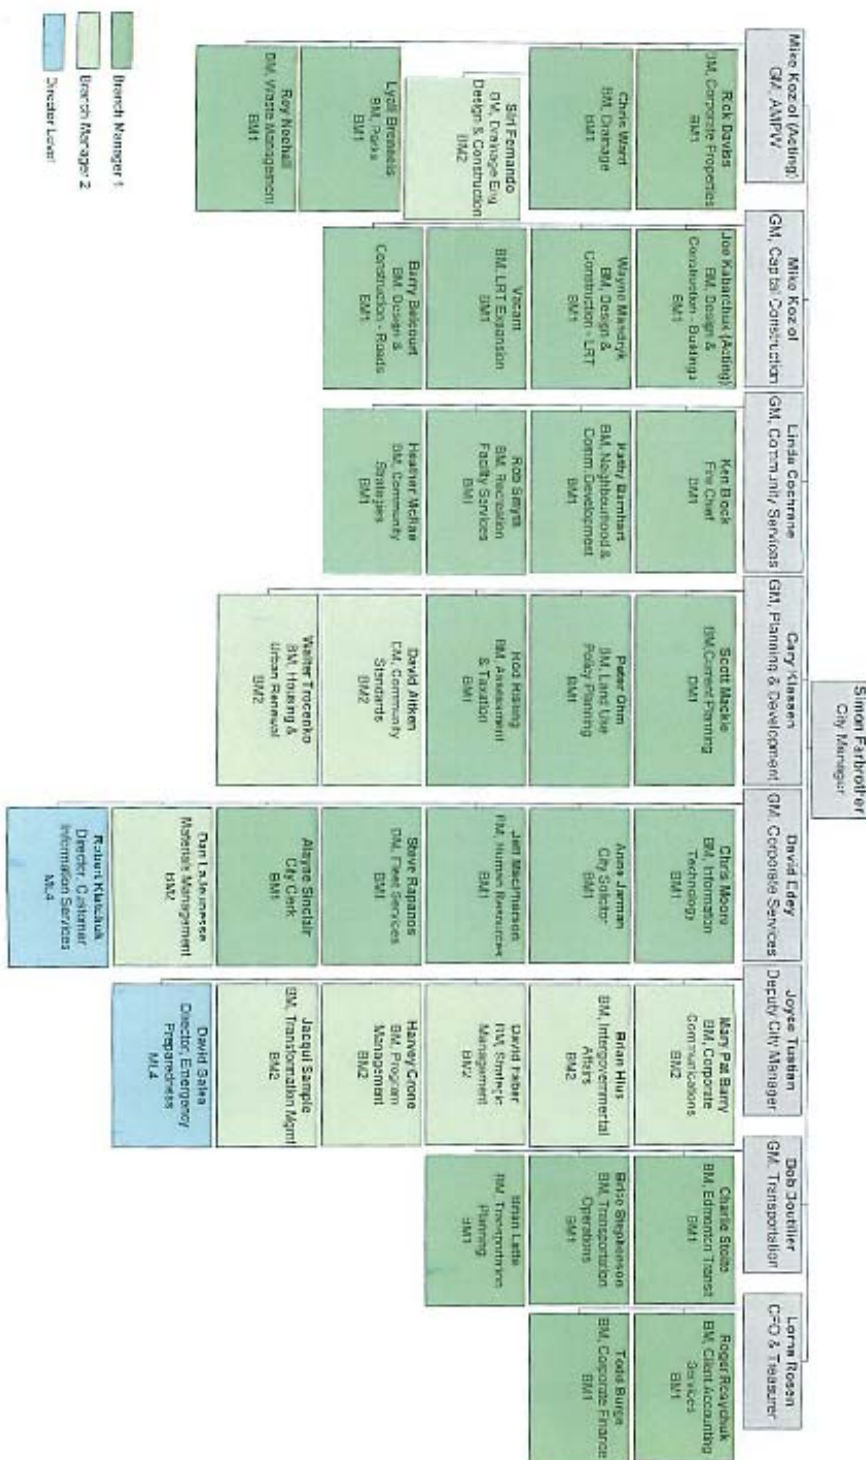 Simon Farbrother
City Manager
Mike Koziol (Acting)
GM, AMPW
Rick Daviss
BM, Corporate Properties
BM1
Chris Ward
BM, Drainage
BM1
Siri Fernando
BM, Drainage Eng
Design & Construction
BM2
BM, Parks
BM1
Roy Neehall
BM, Waste Management
BM1
Mike Koziol
GM, Capital Construction
Joe Kabarchuk (Acting)
BM, Design &
Construction - Buildings
BM1
Wayne Mandryk
BM, Design &
Construction - LRT
BM1
Vacant
BM, LRT Expansion
BM1
Barry Belcourt
BM, Design &
Construction - Roads
BM1
Linda Cochrane
GM, Community Services
Ken Block
Fire Chief
BM1
Kathy Barnhart
BM, Neighbourhood &
Comm Development
BM1
Rob Smyth
BM, Recreation
Facility Services
BM1
Heather McRae
BM, Community
Strategies
BM1
Gary Klassen
GM, Planning & Development
Scott Mackie
BM, Current Planning
BM1
Peter Ohm
BM, Land Use
Policy Planning
BM1
Rod Risling
BM, Assessment
& Taxation
BM1
David Aitken
BM, Community
Standards
BM2
Walter Trocenko
BM, Housing &
Urban Renewal
BM2
David Edey
GM, Corporate Services
Chris Moore
BM, Information
Technology
BM1
Anne Jarman
City Solicitor
BM1
Jeff MacPherson
BM, Human Resources
BM1
Steve Rapanos
BM, Fleet Services
BM1
Alayne Sinclair
City Clerk
BM1
Dan LaJeunesse
Materials Management
BM2
Robert Klatchuk
Director, Customer
Information Services
ML4
Joyce Tustian
Deputy City Manager
Mary Pat Barry
BM, Corporate
Communications
BM2
Brian Hlus
BM, Intergovernmental
Affairs
BM2
David Faber
BM, Strategic
Management
BM2
Harvey Crone
BM, Program
Management
BM2
Jacqui Sample
BM, Transformation Mgmt
BM2
David Galea
Director, Emergency
Preparedness
ML4
Bob Boutilier
GM, Transportation
Charlie Stolte
BM, Edmonton Transit
BM1
Brice Stephenson
BM, Transportation
Operations
BM1
Brian Latte
BM, Transportation
Planning
BM1
Lorna Rosen
CFO & Treasurer
Roger Rosychuk
BM, Client Accounting
Services
BM1
Todd Burge
BM, Corporate Finance
BM1
Branch Manager 1
Branch Manager 2
Director Level